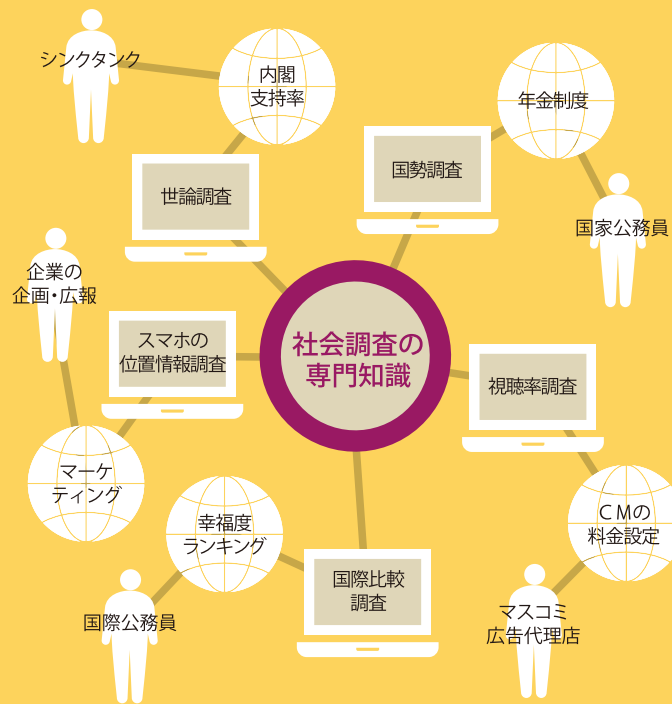 シンクタンク
内閣
支持率
年金制度
国勢調査
世論調査
国家公務員
企業の
企画・広報
スマホの
位置情報調査
社会調査の
専門知識
視聴率調査
マーケ
ティング
幸福度
ランキング
CMの
料金設定
国際比較
調査
国際公務員
マスコミ
広告代理店